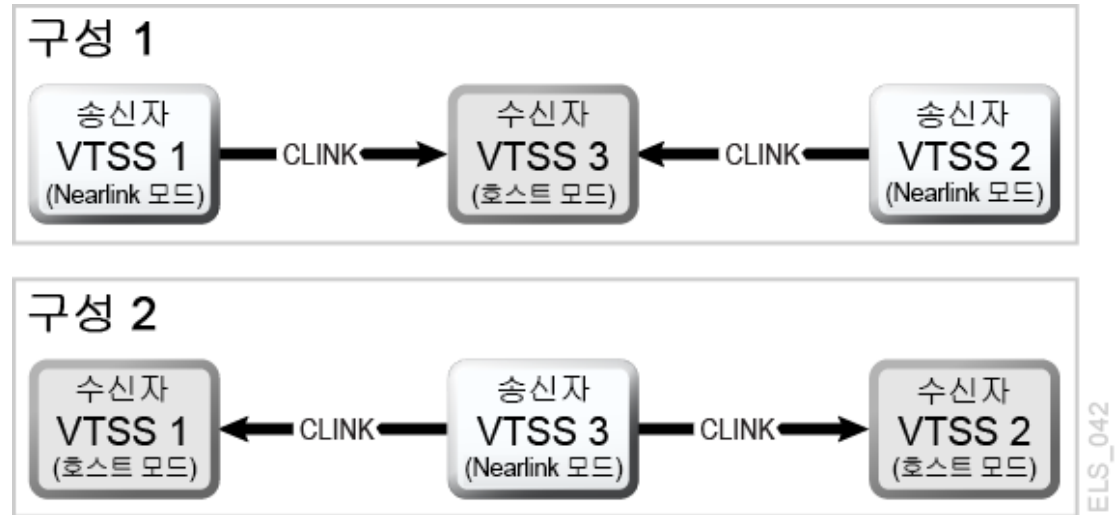 구성 1
송신자
VTSS 1
(Nearlink 모드)
CLINK
수신자
VTSS 3
(호스트 모드)
CLINK
송신자
VTSS 2
(Nearlink 모드)
구성 2
수신자
VTSS 1
(호스트 모드)
CLINK
송신자
VTSS 3
(Nearlink 모드)
CLINK
수신자
VTSS 2
(호스트 모드)
ELS_042